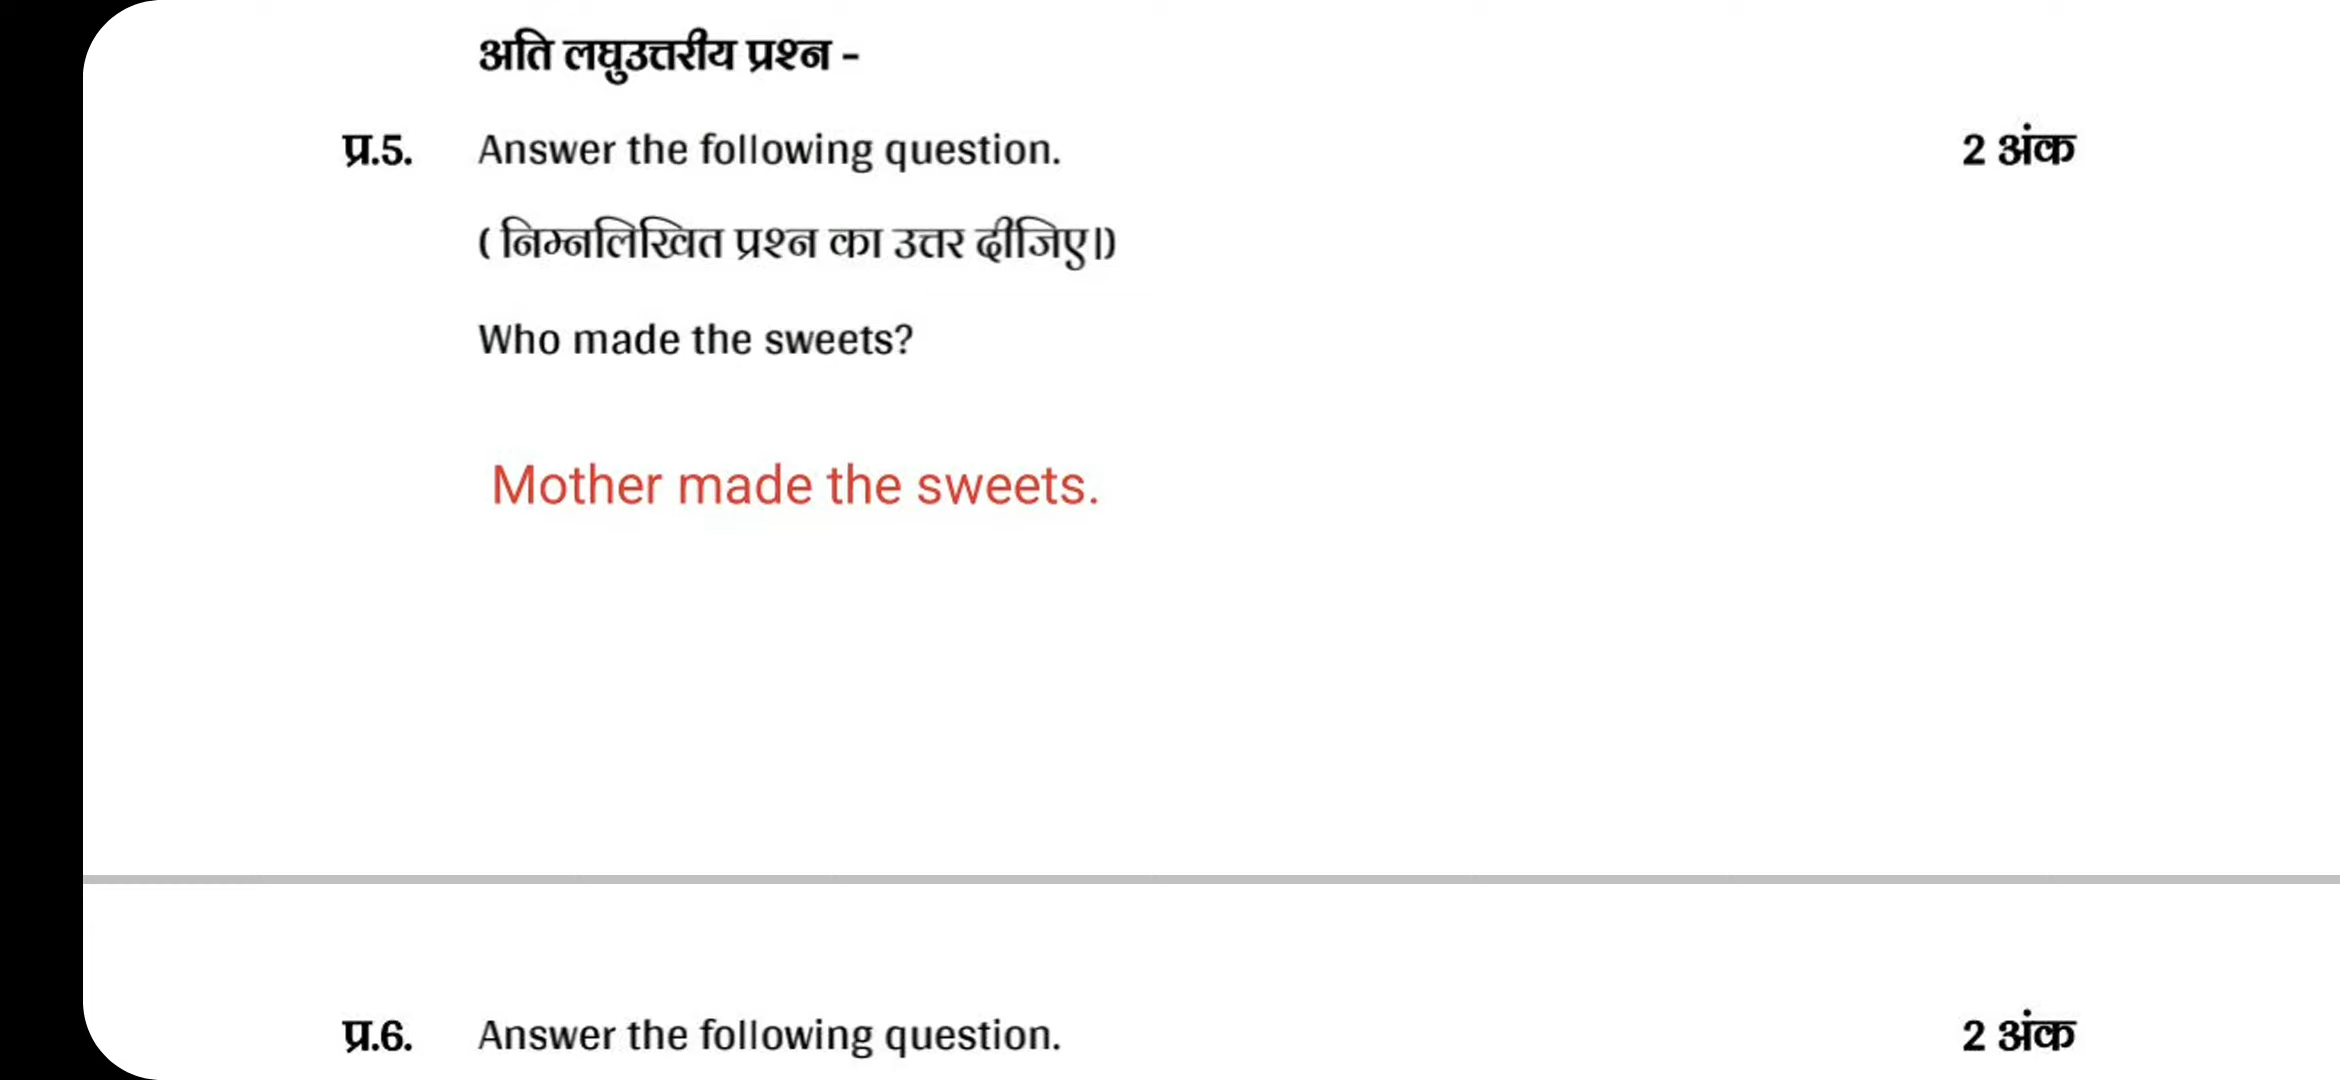 अति लघुउत्तरीय प्रश्न -
प्र.5. Answer the following question. 2 अंक
( निम्नलिखित प्रश्न का उत्तर दीजिए।)
Who made the sweets?
Mother made the sweets.
प्र.6. Answer the following question. 2 अंक